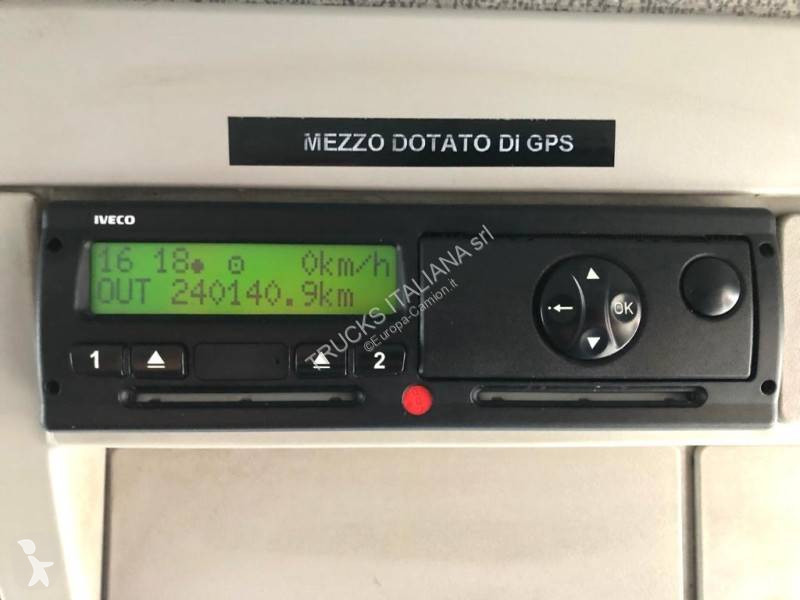 MEZZO DOTATO Di GPS
IVECO
16 18 0km/h
OUT 240140.9km
1 2
OK
TRUCKS ITALIANA srl
©Europa-Camion.it